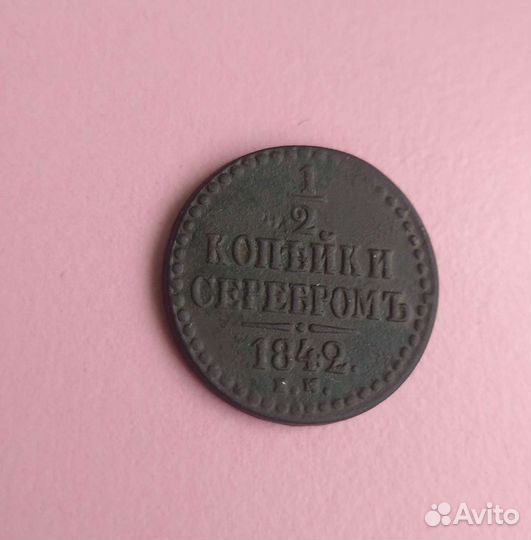 1
2
КОПѢЙКИ
СЕРЕБРОМЪ
1842.
Е.К.
Avito